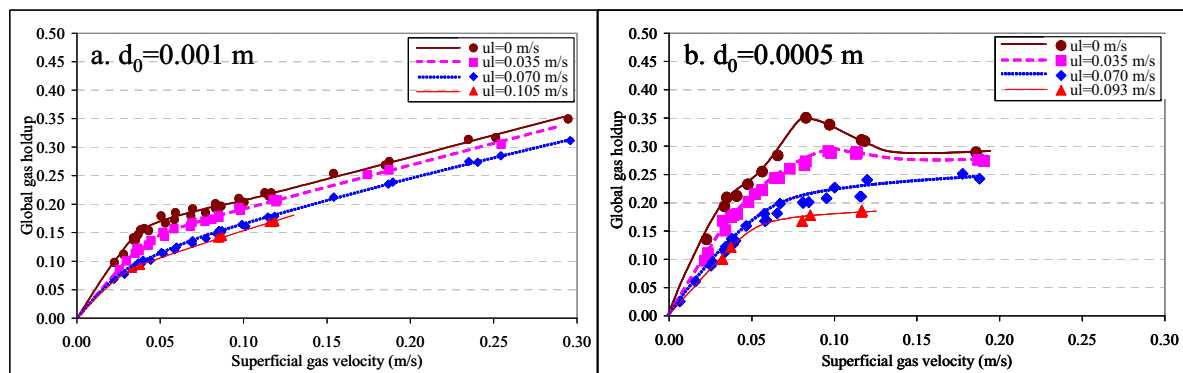 a. d0=0.001 m
ul=0 m/s
ul=0.035 m/s
ul=0.070 m/s
ul=0.105 m/s
0.50
0.45
0.40
0.35
0.30
0.25
0.20
0.15
0.10
0.05
0.00
Global gas holdup
0.00 0.05 0.10 0.15 0.20 0.25 0.30
Superficial gas velocity (m/s)
b. d0=0.0005 m
ul=0 m/s
ul=0.035 m/s
ul=0.070 m/s
ul=0.093 m/s
0.50
0.45
0.40
0.35
0.30
0.25
0.20
0.15
0.10
0.05
0.00
Global gas holdup
0.00 0.05 0.10 0.15 0.20 0.25 0.30
Superficial gas velocity (m/s)